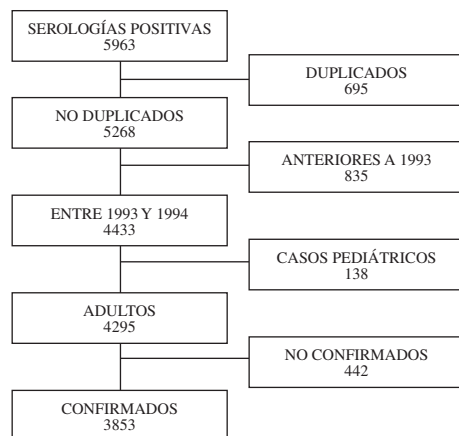 SEROLOGÍAS POSITIVAS
5963
DUPLICADOS
695
NO DUPLICADOS
5268
ANTERIORES A 1993
835
ENTRE 1993 Y 1994
4433
CASOS PEDIÁTRICOS
138
ADULTOS
4295
NO CONFIRMADOS
442
CONFIRMADOS
3853